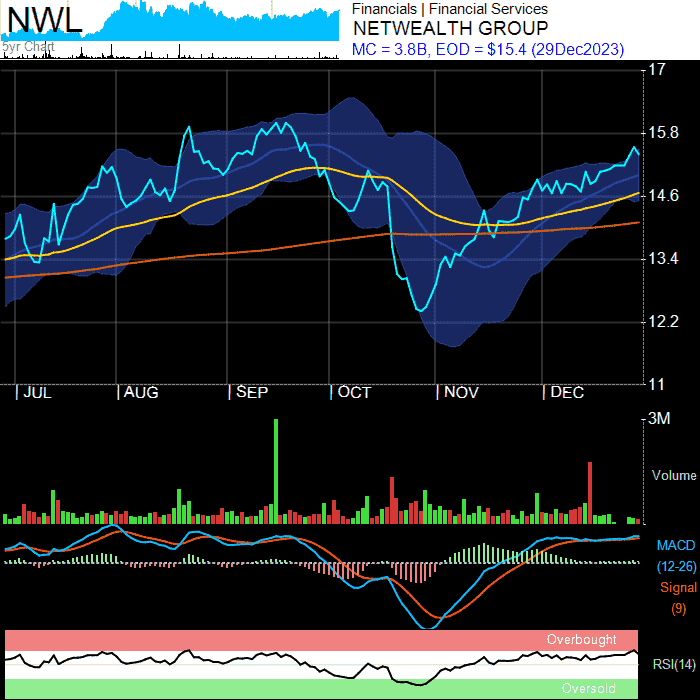 NWL
5yr Chart
Financials | Financial Services
NETWEALTH GROUP
MC = 3.8B, EOD = $15.4 (29Dec2023)
17
15.8
14.6
13.4
12.2
11
| JUL | AUG | SEP | OCT | NOV | DEC
3M
Volume
MACD
(12-26)
Signal
(9)
Overbought
RSI(14)
Oversold